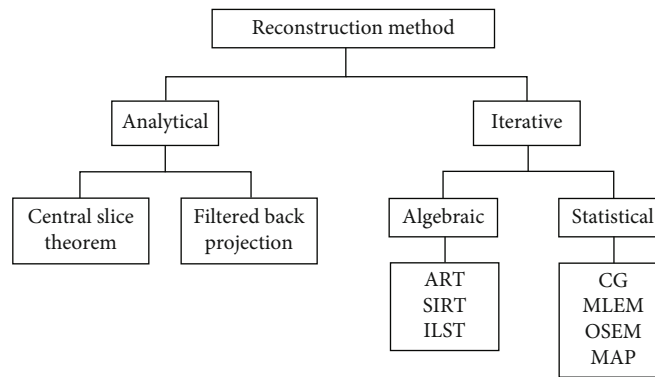 Reconstruction method
Analytical
Iterative
Central slice
theorem
Filtered back
projection
Algebraic
Statistical
ART
SIRT
ILST
CG
MLEM
OSEM
MAP